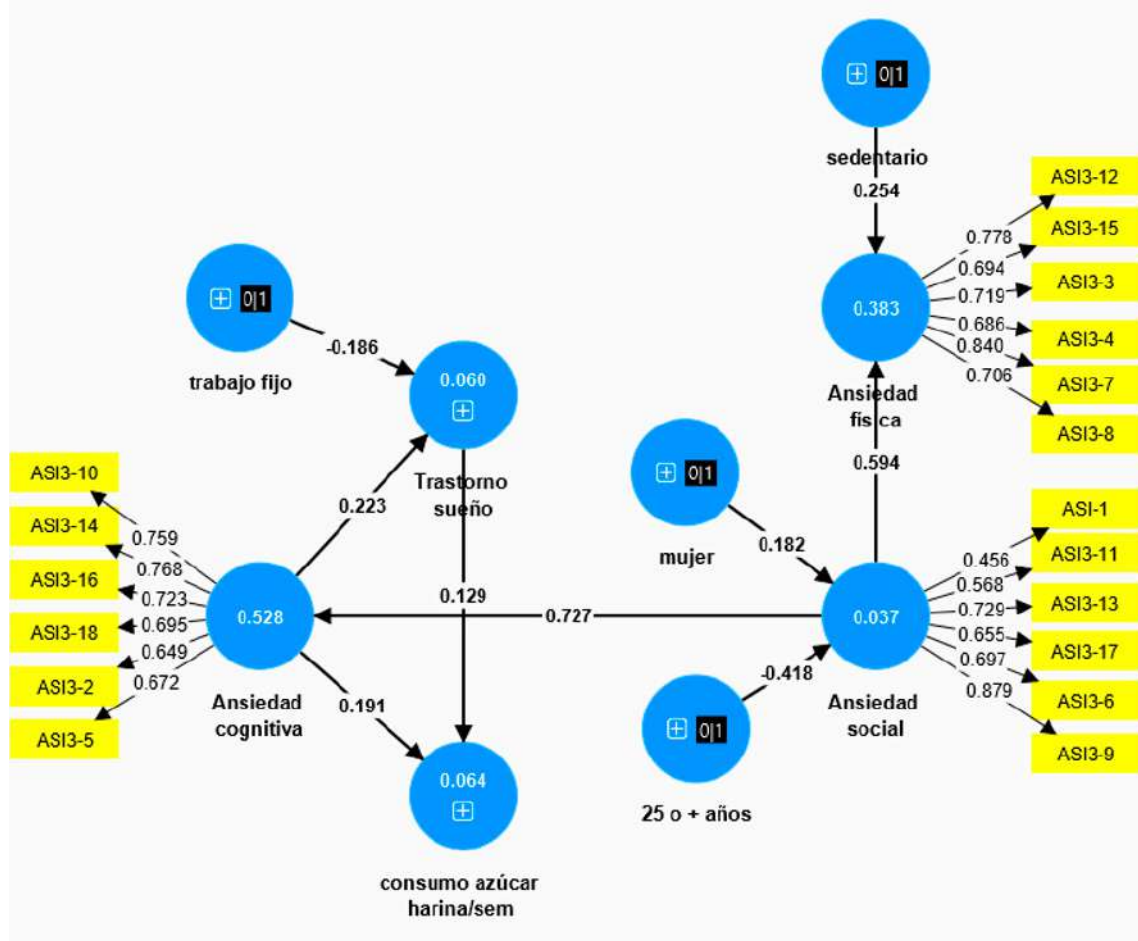 0|1
sedentario
0.254
ASI3-12
ASI3-15
ASI3-3
ASI3-4
ASI3-7
ASI3-8
0.778
0.694
0.719
0.686
0.840
0.706
0.383
Ansiedad
física
0.594
0|1
trabajo fijo
-0.186
0.060
Trastorno
sueño
0.223
0.129
0|1
mujer
0.182
ASI3-10
ASI3-14
ASI3-16
ASI3-18
ASI3-2
ASI3-5
0.759
0.768
0.723
0.695
0.649
0.672
0.528
Ansiedad
cognitiva
0.727
0.191
0.037
Ansiedad
social
ASI-1
ASI3-11
ASI3-13
ASI3-17
ASI3-6
ASI3-9
0.456
0.568
0.729
0.655
0.697
0.879
-0.418
0|1
25 o + años
0.064
consumo azúcar
harina/sem